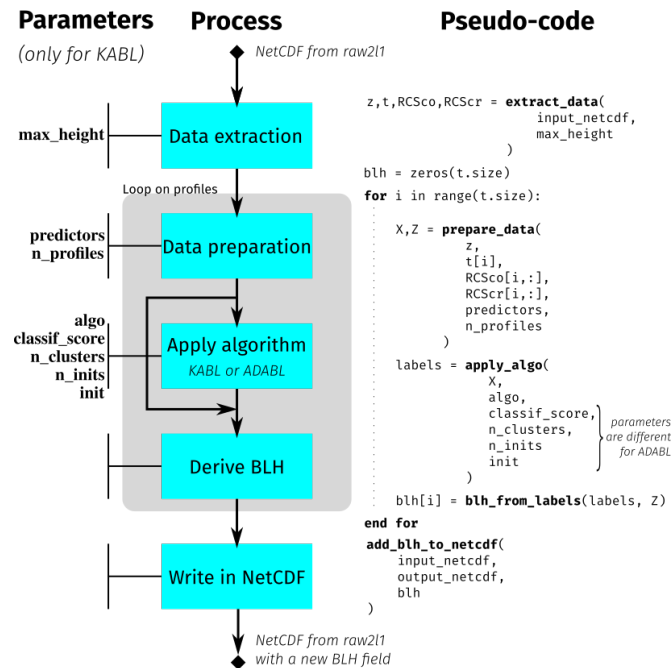 Parameters
(only for KABL)
Process
Pseudo-code
NetCDF from raw2l1
max_height
Data extraction
Loop on profiles
predictors
n_profiles
Data preparation
algo
classif_score
n_clusters
n_inits
init
Apply algorithm
KABL or ADABL
Derive BLH
Write in NetCDF
NetCDF from raw2l1
with a new BLH field
z,t,RCSco,RCScr = extract_data(
input_netcdf,
max_height
)
blh = zeros(t.size)
for i in range(t.size):
X,Z = prepare_data(
z,
t[i],
RCSco[i,:],
RCScr[i,:],
predictors,
n_profiles
)
labels = apply_algo(
X,
algo,
classif_score,
n_clusters,
n_inits
init
)
parameters
are different
for ADABL
blh[i] = blh_from_labels(labels, Z)
end for
add_blh_to_netcdf(
input_netcdf,
output_netcdf,
blh
)